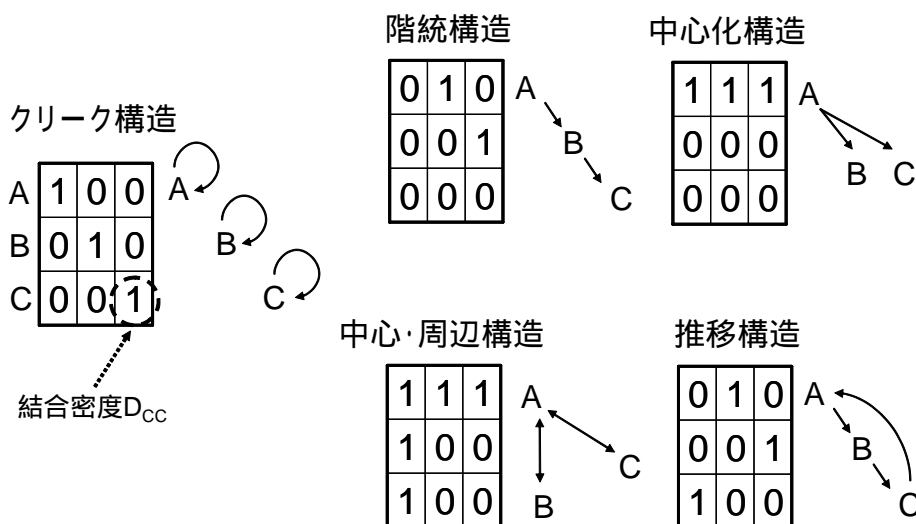 クリーク構造
A 1 0 0 A
B 0 1 0 B
C 0 0 1 C
結合密度D_CC
階統構造
0 1 0 A
0 0 1 B
0 0 0 C
中心化構造
1 1 1 A
0 0 0 B C
0 0 0
中心・周辺構造
1 1 1 A
1 0 0 C
1 0 0 B
推移構造
0 1 0 A
0 0 1 B
1 0 0 C